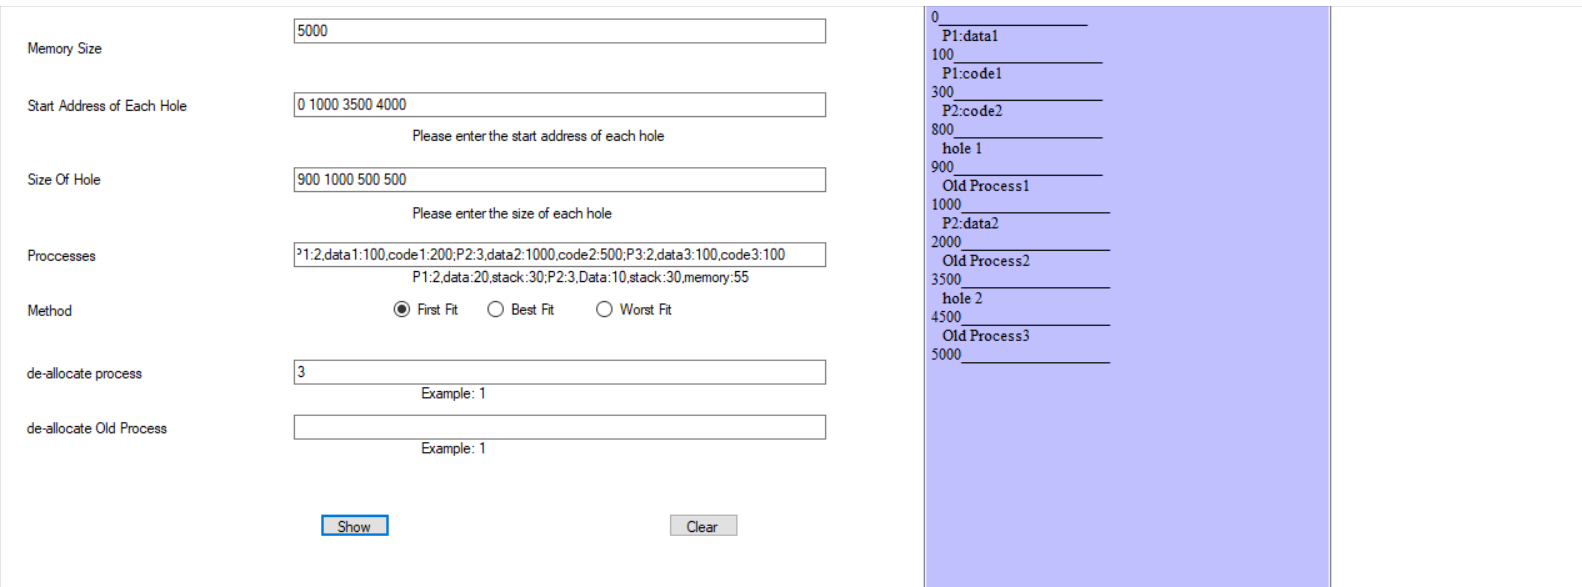 Memory Size
5000
Start Address of Each Hole
0 1000 3500 4000
Please enter the start address of each hole
Size Of Hole
900 1000 500 500
Please enter the size of each hole
Proccesses
P1:2,data1:100,code1:200;P2:3,data2:1000,code2:500;P3:2,data3:100,code3:100
P1:2,data:20,stack:30;P2:3,Data:10,stack:30,memory:55
Method
First Fit
Best Fit
Worst Fit
de-allocate process
3
Example: 1
de-allocate Old Process
Example: 1
Show
Clear
0
P1:data1
100
P1:code1
300
P2:code2
800
hole 1
900
Old Process1
1000
P2:data2
2000
Old Process2
3500
hole 2
4500
Old Process3
5000